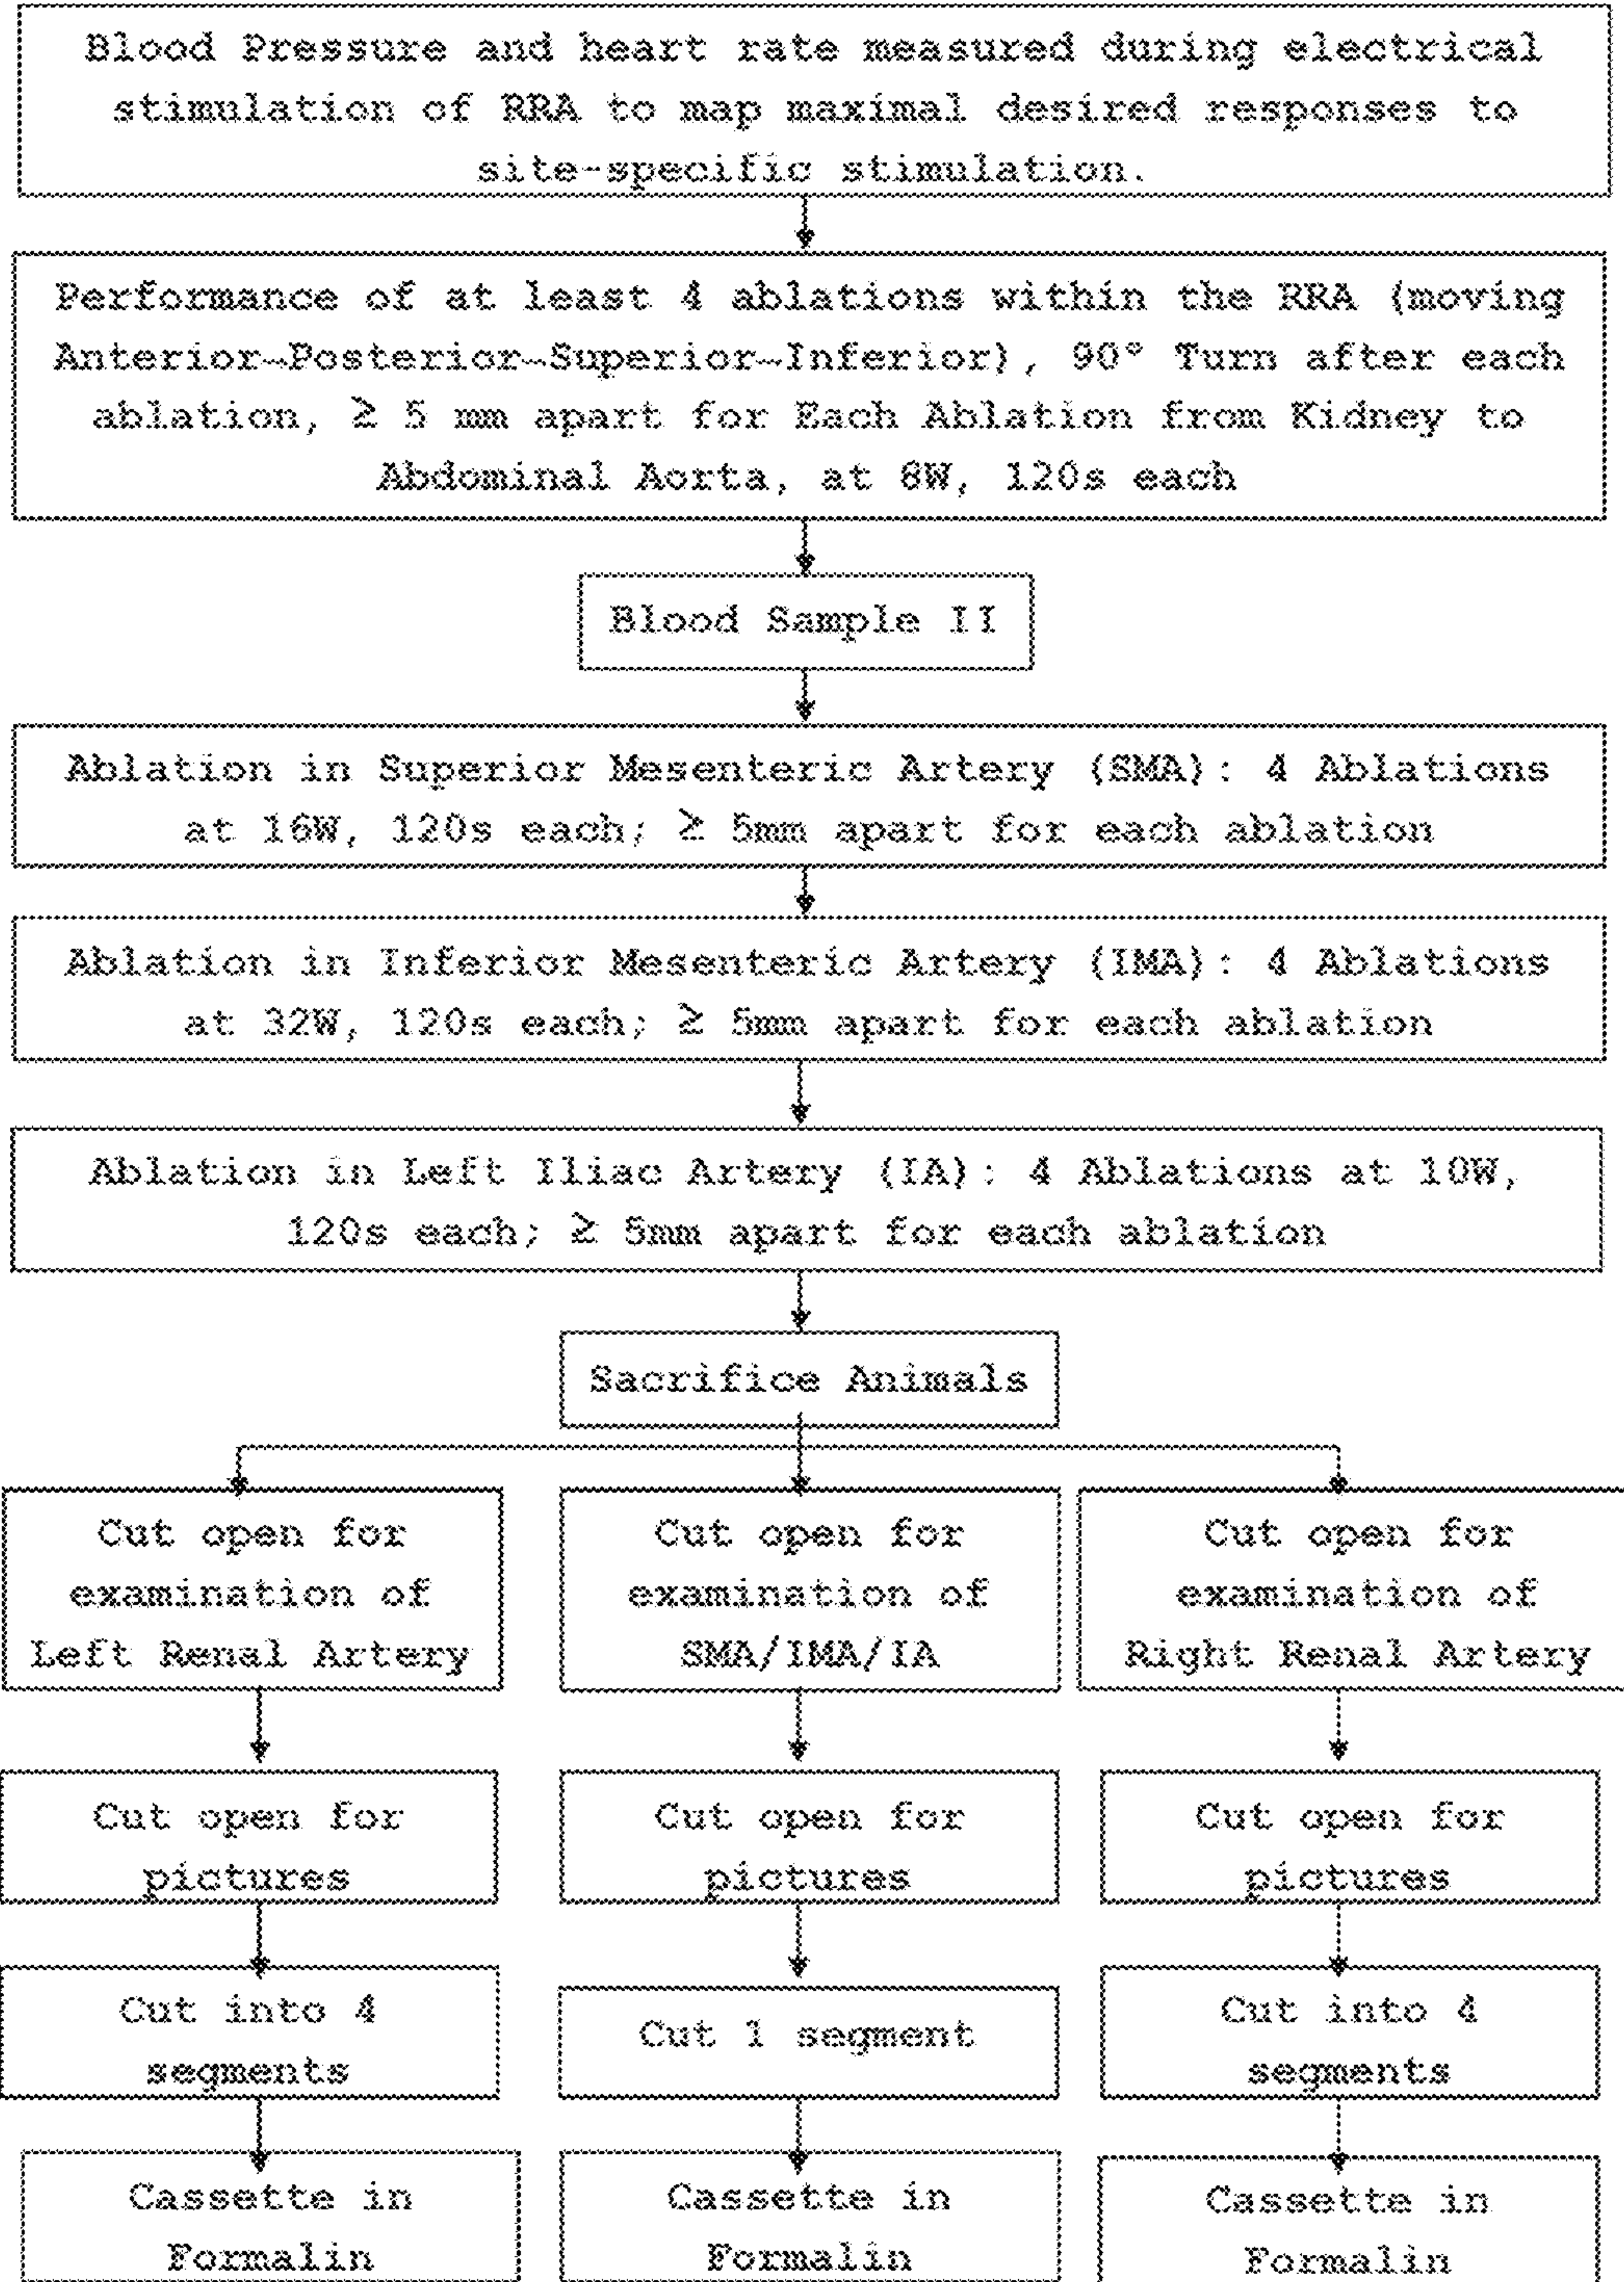 Blood Pressure and heart rate measured during electrical
stimulation of RRA to map maximal desired responses to
site-specific stimulation.
Performance of at least 4 ablations within the RRA (moving
Anterior→Posterior→Superior→Inferior), 90° Turn after each
ablation, ≥ 5 mm apart for Each Ablation from Kidney to
Abdominal Aorta, at 8W, 120s each
Blood Sample II
Ablation in Superior Mesenteric Artery (SMA): 4 Ablations
at 16W, 120s each; ≥ 5mm apart for each ablation
Ablation in Inferior Mesenteric Artery (IMA): 4 Ablations
at 32W, 120s each; ≥ 5mm apart for each ablation
Ablation in Left Iliac Artery (IA): 4 Ablations at 10W,
120s each; ≥ 5mm apart for each ablation
Sacrifice Animals
Cut open for
examination of
Left Renal Artery
Cut open for
examination of
SMA/IMA/IA
Cut open for
examination of
Right Renal Artery
Cut open for
pictures
Cut open for
pictures
Cut open for
pictures
Cut into 4
segments
Cut 1 segment
Cut into 4
segments
Cassette in
Formalin
Cassette in
Formalin
Cassette in
Formalin